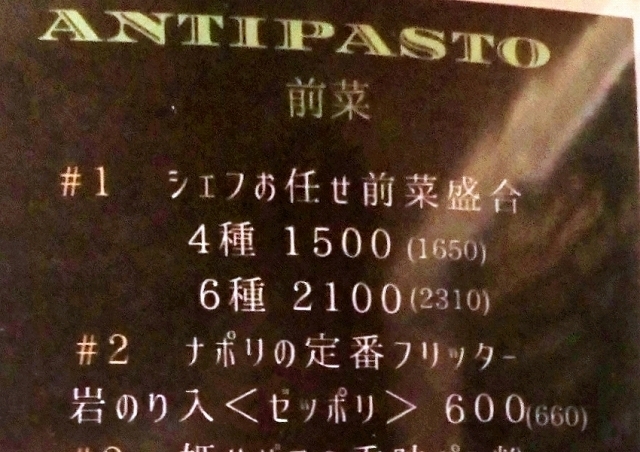 ANTIPASTO
前菜
#1 シェフお任せ前菜盛合
4種 1500 (1650)
6種 2100 (2310)
#2 ナポリの定番フリッター
岩のり入<ゼッポリ> 600(660)